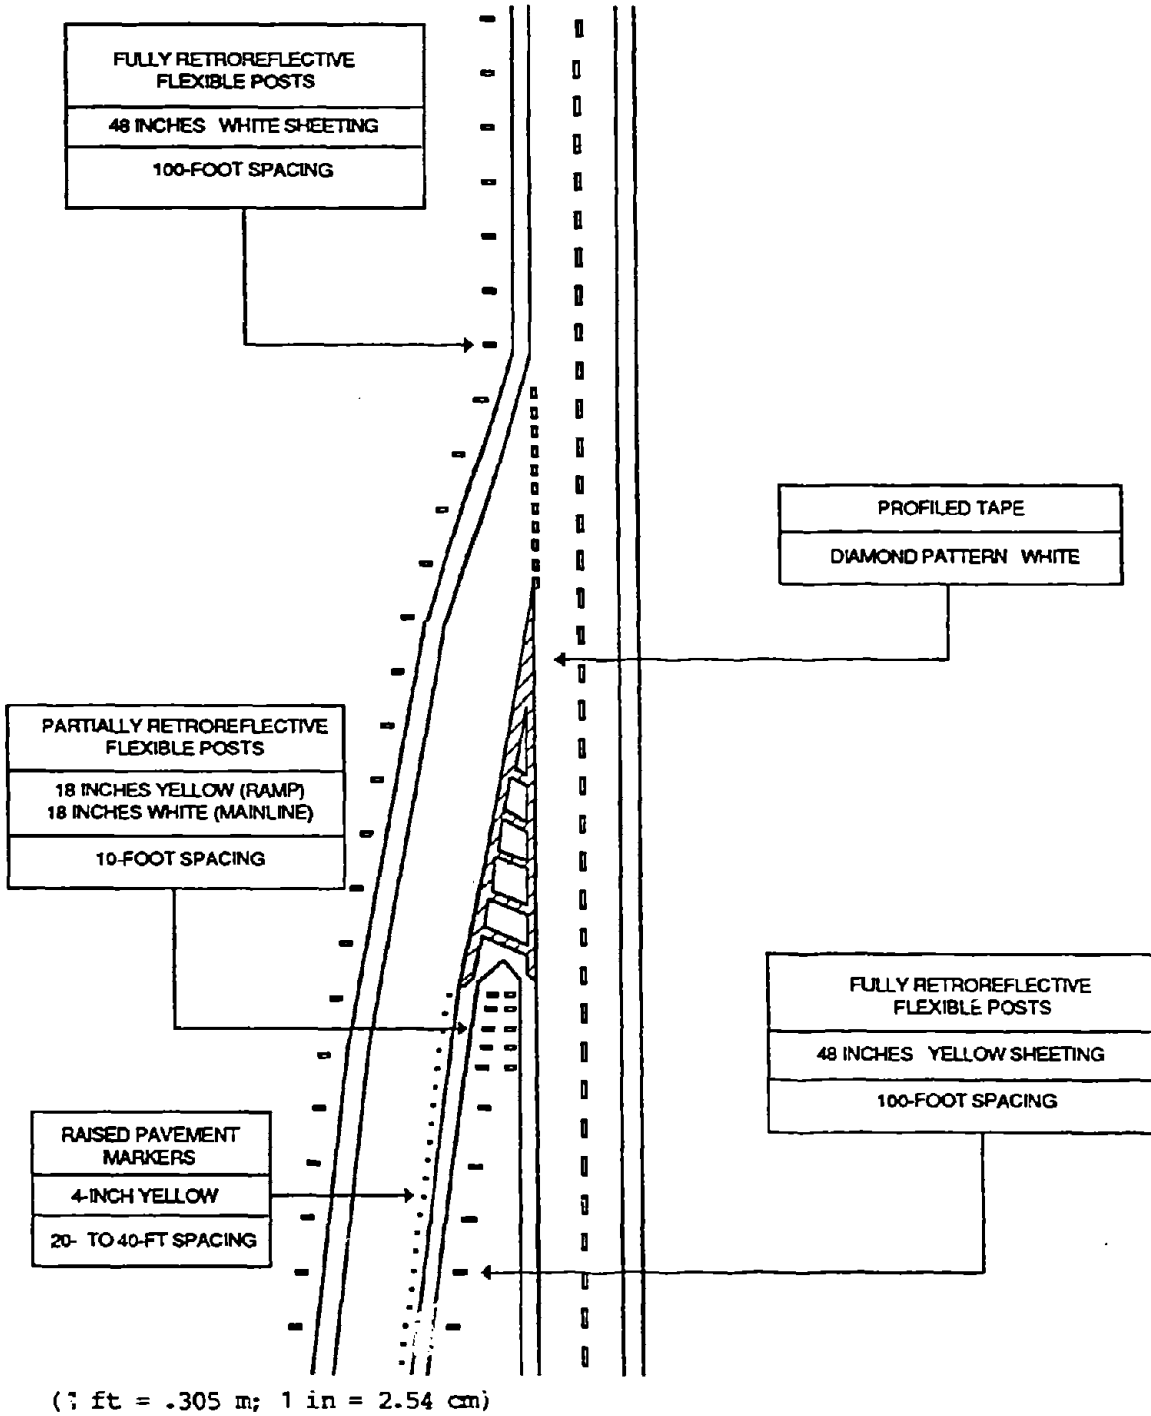 FULLY RETROREFLECTIVE
FLEXIBLE POSTS
48 INCHES WHITE SHEETING
100-FOOT SPACING
PROFILED TAPE
DIAMOND PATTERN WHITE
PARTIALLY RETROREFLECTIVE
FLEXIBLE POSTS
18 INCHES YELLOW (RAMP)
18 INCHES WHITE (MAINLINE)
10-FOOT SPACING
FULLY RETROREFLECTIVE
FLEXIBLE POSTS
48 INCHES YELLOW SHEETING
100-FOOT SPACING
RAISED PAVEMENT
MARKERS
4-INCH YELLOW
20- TO 40-FT SPACING
(1 ft = .305 m; 1 in = 2.54 cm)